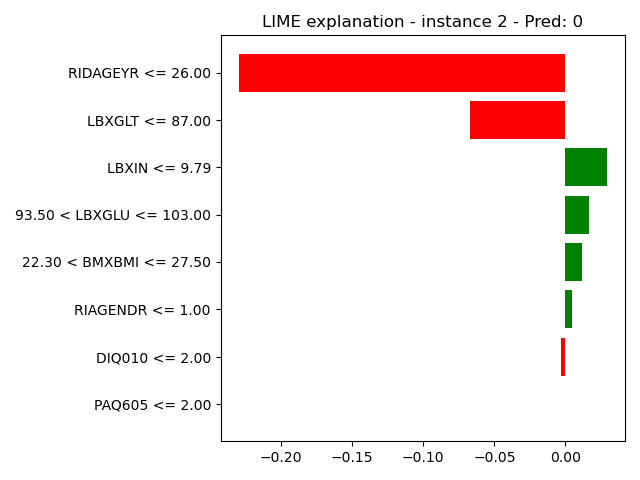 LIME explanation - instance 2 - Pred: 0
RIDAGEYR <= 26.00
LBXGLT <= 87.00
LBXIN <= 9.79
93.50 < LBXGLU <= 103.00
22.30 < BMXBMI <= 27.50
RIAGENDR <= 1.00
DIQ010 <= 2.00
PAQ605 <= 2.00
−0.20 −0.15 −0.10 −0.05 0.00